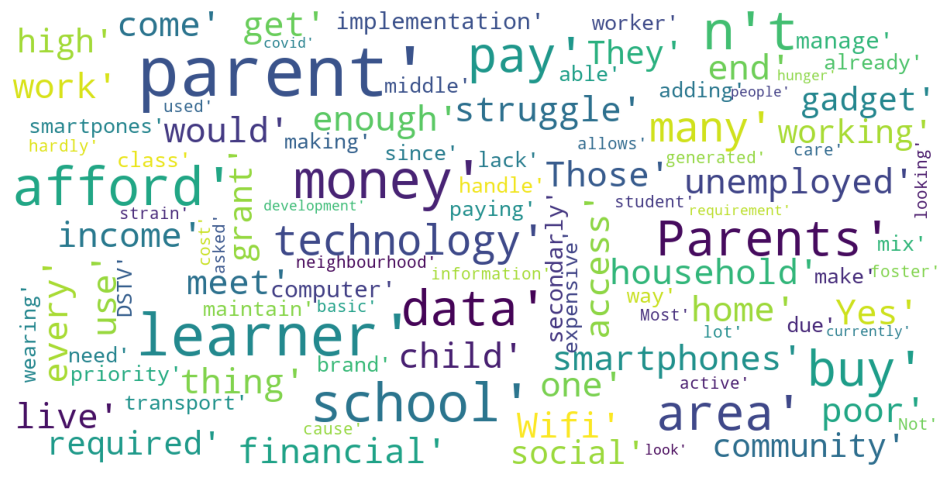 come' get' implementation' worker' n't'
high' covid' pay' They' manage'
parent' middle' able' end' already'
work' hunger'
used' struggle' adding' people' gadget'
smartpones' would' enough' many' working'
hardly' making' allows'
class' since' lack' generated' care' looking'
afford' grant' money' handle' Those' unemployed'
strain' development' paying' student' requirement'
income' cost' asked' technology' secondarly' access' Parents' mix'
neighbourhood' household' make' foster'
meet' computer' information' expensive'
wearing' every' use' DSTV' maintain' basic' data' way' home' Yes'
learner' Most' lot' due' currently'
need' child' smartphones' buy'
priority' thing' brand' one' active'
live' transport' school' area' poor'
cause' Wifi' Not'
required' financial' social' look' community'